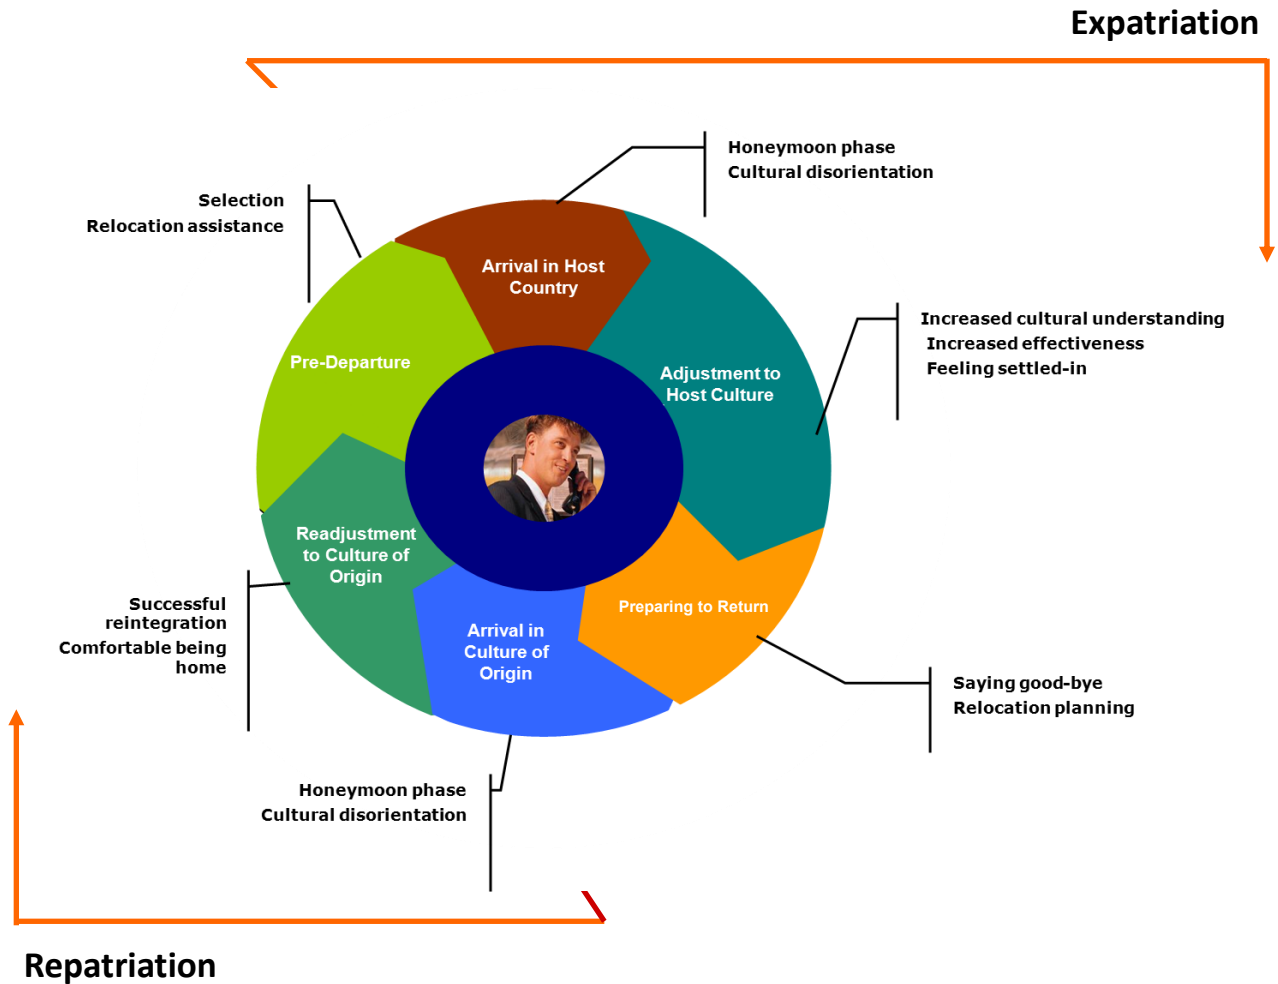 Expatriation
Honeymoon phase
Cultural disorientation
Selection
Relocation assistance
Arrival in Host
Country
Increased cultural understanding
Increased effectiveness
Feeling settled-in
Pre-Departure
Adjustment to
Host Culture
Readjustment
to Culture of
Origin
Preparing to Return
Successful
reintegration
Comfortable being
home
Arrival in
Culture of
Origin
Saying good-bye
Relocation planning
Honeymoon phase
Cultural disorientation
Repatriation